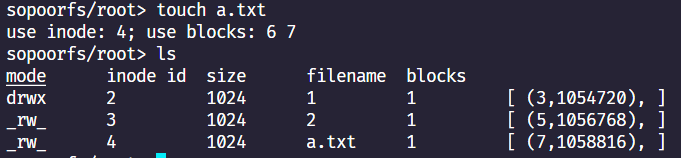 sopoorfs/root> touch a.txt
use inode: 4; use blocks: 6 7
sopoorfs/root> ls
mode inode id size filename blocks
drwx 2 1024 1 1 [ (3,1054720), ]
_rw_ 3 1024 2 1 [ (5,1056768), ]
_rw_ 4 1024 a.txt 1 [ (7,1058816), ]
sopoorfs/root>